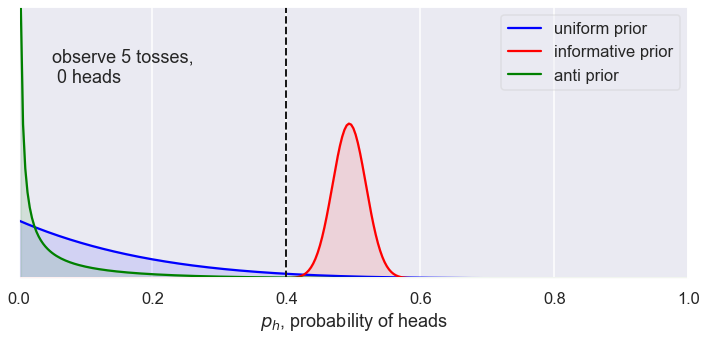 observe 5 tosses,
0 heads
uniform prior
informative prior
anti prior
0.0 0.2 0.4 0.6 0.8 1.0
p_h, probability of heads